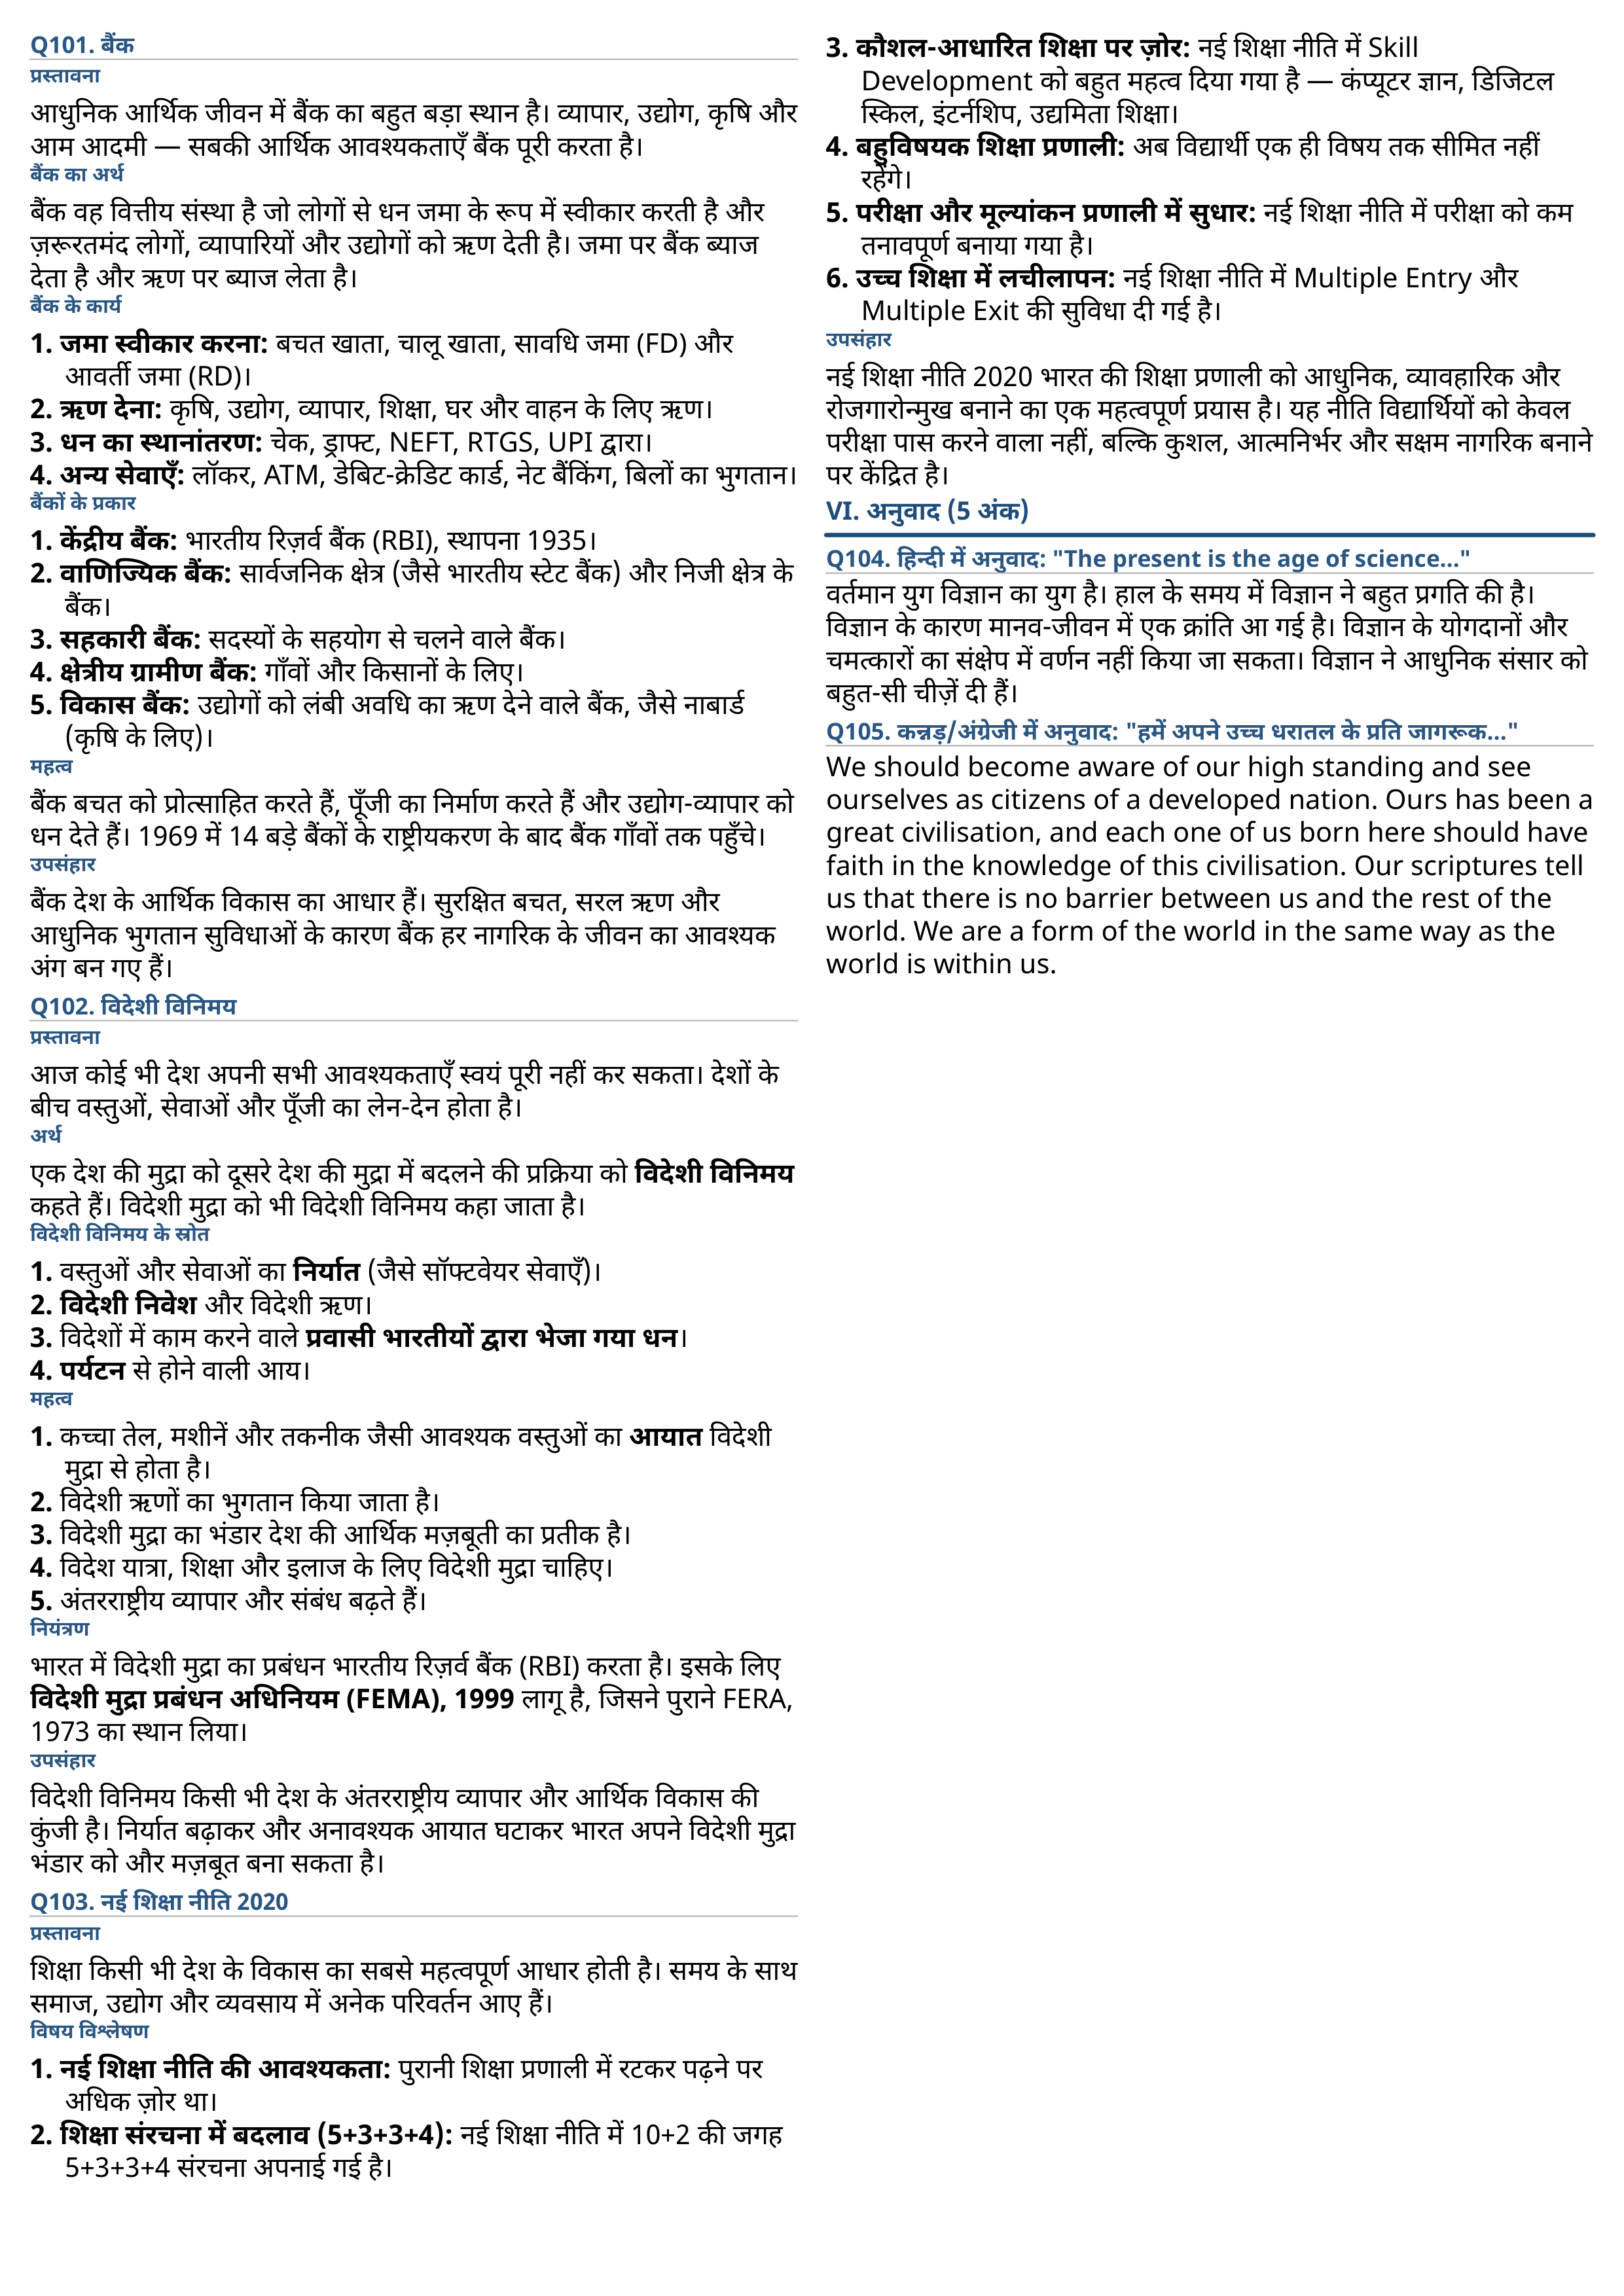 Q101. बैंक
प्रस्तावना
आधुनिक आर्थिक जीवन में बैंक का बहुत बड़ा स्थान है। व्यापार, उद्योग, कृषि और
आम आदमी — सबकी आर्थिक आवश्यकताएँ बैंक पूरी करता है।
बैंक का अर्थ
बैंक वह वित्तीय संस्था है जो लोगों से धन जमा के रूप में स्वीकार करती है और
ज़रूरतमंद लोगों, व्यापारियों और उद्योगों को ऋण देती है। जमा पर बैंक ब्याज
देता है और ऋण पर ब्याज लेता है।
बैंक के कार्य
1. जमा स्वीकार करना: बचत खाता, चालू खाता, सावधि जमा (FD) और
आवर्ती जमा (RD)।
2. ऋण देना: कृषि, उद्योग, व्यापार, शिक्षा, घर और वाहन के लिए ऋण।
3. धन का स्थानांतरण: चेक, ड्राफ्ट, NEFT, RTGS, UPI द्वारा।
4. अन्य सेवाएँ: लॉकर, ATM, डेबिट-क्रेडिट कार्ड, नेट बैंकिंग, बिलों का भुगतान।
बैंकों के प्रकार
1. केंद्रीय बैंक: भारतीय रिज़र्व बैंक (RBI), स्थापना 1935।
2. वाणिज्यिक बैंक: सार्वजनिक क्षेत्र (जैसे भारतीय स्टेट बैंक) और निजी क्षेत्र के
बैंक।
3. सहकारी बैंक: सदस्यों के सहयोग से चलने वाले बैंक।
4. क्षेत्रीय ग्रामीण बैंक: गाँवों और किसानों के लिए।
5. विकास बैंक: उद्योगों को लंबी अवधि का ऋण देने वाले बैंक, जैसे नाबार्ड
(कृषि के लिए)।
महत्व
बैंक बचत को प्रोत्साहित करते हैं, पूँजी का निर्माण करते हैं और उद्योग-व्यापार को
धन देते हैं। 1969 में 14 बड़े बैंकों के राष्ट्रीयकरण के बाद बैंक गाँवों तक पहुँचे।
उपसंहार
बैंक देश के आर्थिक विकास का आधार हैं। सुरक्षित बचत, सरल ऋण और
आधुनिक भुगतान सुविधाओं के कारण बैंक हर नागरिक के जीवन का आवश्यक
अंग बन गए हैं।
Q102. विदेशी विनिमय
प्रस्तावना
आज कोई भी देश अपनी सभी आवश्यकताएँ स्वयं पूरी नहीं कर सकता। देशों के
बीच वस्तुओं, सेवाओं और पूँजी का लेन-देन होता है।
अर्थ
एक देश की मुद्रा को दूसरे देश की मुद्रा में बदलने की प्रक्रिया को विदेशी विनिमय
कहते हैं। विदेशी मुद्रा को भी विदेशी विनिमय कहा जाता है।
विदेशी विनिमय के स्रोत
1. वस्तुओं और सेवाओं का निर्यात (जैसे सॉफ्टवेयर सेवाएँ)।
2. विदेशी निवेश और विदेशी ऋण।
3. विदेशों में काम करने वाले प्रवासी भारतीयों द्वारा भेजा गया धन।
4. पर्यटन से होने वाली आय।
महत्व
1. कच्चा तेल, मशीनें और तकनीक जैसी आवश्यक वस्तुओं का आयात विदेशी
मुद्रा से होता है।
2. विदेशी ऋणों का भुगतान किया जाता है।
3. विदेशी मुद्रा का भंडार देश की आर्थिक मज़बूती का प्रतीक है।
4. विदेश यात्रा, शिक्षा और इलाज के लिए विदेशी मुद्रा चाहिए।
5. अंतरराष्ट्रीय व्यापार और संबंध बढ़ते हैं।
नियंत्रण
भारत में विदेशी मुद्रा का प्रबंधन भारतीय रिज़र्व बैंक (RBI) करता है। इसके लिए
विदेशी मुद्रा प्रबंधन अधिनियम (FEMA), 1999 लागू है, जिसने पुराने FERA,
1973 का स्थान लिया।
उपसंहार
विदेशी विनिमय किसी भी देश के अंतरराष्ट्रीय व्यापार और आर्थिक विकास की
कुंजी है। निर्यात बढ़ाकर और अनावश्यक आयात घटाकर भारत अपने विदेशी मुद्रा
भंडार को और मज़बूत बना सकता है।
Q103. नई शिक्षा नीति 2020
प्रस्तावना
शिक्षा किसी भी देश के विकास का सबसे महत्वपूर्ण आधार होती है। समय के साथ
समाज, उद्योग और व्यवसाय में अनेक परिवर्तन आए हैं।
विषय विश्लेषण
1. नई शिक्षा नीति की आवश्यकता: पुरानी शिक्षा प्रणाली में रटकर पढ़ने पर
अधिक ज़ोर था।
2. शिक्षा संरचना में बदलाव (5+3+3+4): नई शिक्षा नीति में 10+2 की जगह
5+3+3+4 संरचना अपनाई गई है।
3. कौशल-आधारित शिक्षा पर ज़ोर: नई शिक्षा नीति में Skill
Development को बहुत महत्व दिया गया है — कंप्यूटर ज्ञान, डिजिटल
स्किल, इंटर्नशिप, उद्यमिता शिक्षा।
4. बहुविषयक शिक्षा प्रणाली: अब विद्यार्थी एक ही विषय तक सीमित नहीं
रहेंगे।
5. परीक्षा और मूल्यांकन प्रणाली में सुधार: नई शिक्षा नीति में परीक्षा को कम
तनावपूर्ण बनाया गया है।
6. उच्च शिक्षा में लचीलापन: नई शिक्षा नीति में Multiple Entry और
Multiple Exit की सुविधा दी गई है।
उपसंहार
नई शिक्षा नीति 2020 भारत की शिक्षा प्रणाली को आधुनिक, व्यावहारिक और
रोजगारोन्मुख बनाने का एक महत्वपूर्ण प्रयास है। यह नीति विद्यार्थियों को केवल
परीक्षा पास करने वाला नहीं, बल्कि कुशल, आत्मनिर्भर और सक्षम नागरिक बनाने
पर केंद्रित है।
VI. अनुवाद (5 अंक)
Q104. हिन्दी में अनुवाद: "The present is the age of science..."
वर्तमान युग विज्ञान का युग है। हाल के समय में विज्ञान ने बहुत प्रगति की है।
विज्ञान के कारण मानव-जीवन में एक क्रांति आ गई है। विज्ञान के योगदानों और
चमत्कारों का संक्षेप में वर्णन नहीं किया जा सकता। विज्ञान ने आधुनिक संसार को
बहुत-सी चीज़ें दी हैं।
Q105. कन्नड़/अंग्रेजी में अनुवाद: "हमें अपने उच्च धरातल के प्रति जागरूक..."
We should become aware of our high standing and see
ourselves as citizens of a developed nation. Ours has been a
great civilisation, and each one of us born here should have
faith in the knowledge of this civilisation. Our scriptures tell
us that there is no barrier between us and the rest of the
world. We are a form of the world in the same way as the
world is within us.